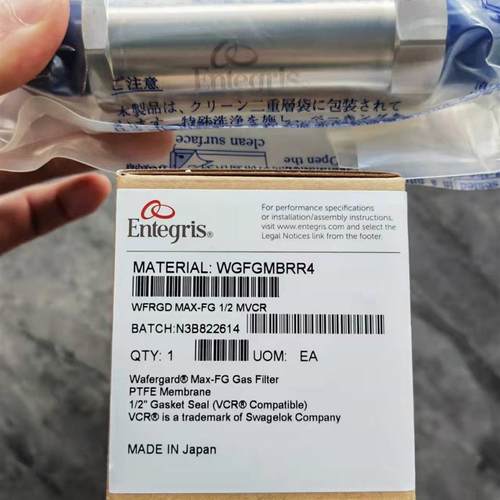 Entegris
ご注意
本製品は、クリーン二重層袋に包装されて
clean surface
Open the
Entegris®
For performance specifications
or installation/assembly instructions,
visit www.entegris.com and select the
Legal Notices link from the footer.
MATERIAL: WGFGMBRR4
WFRGD MAX-FG 1/2 MVCR
BATCH:N3B822614
QTY: 1 UOM: EA
Wafergard® Max-FG Gas Filter
PTFE Membrane
1/2" Gasket Seal (VCR® Compatible)
VCR® is a trademark of Swagelok Company
MADE IN Japan